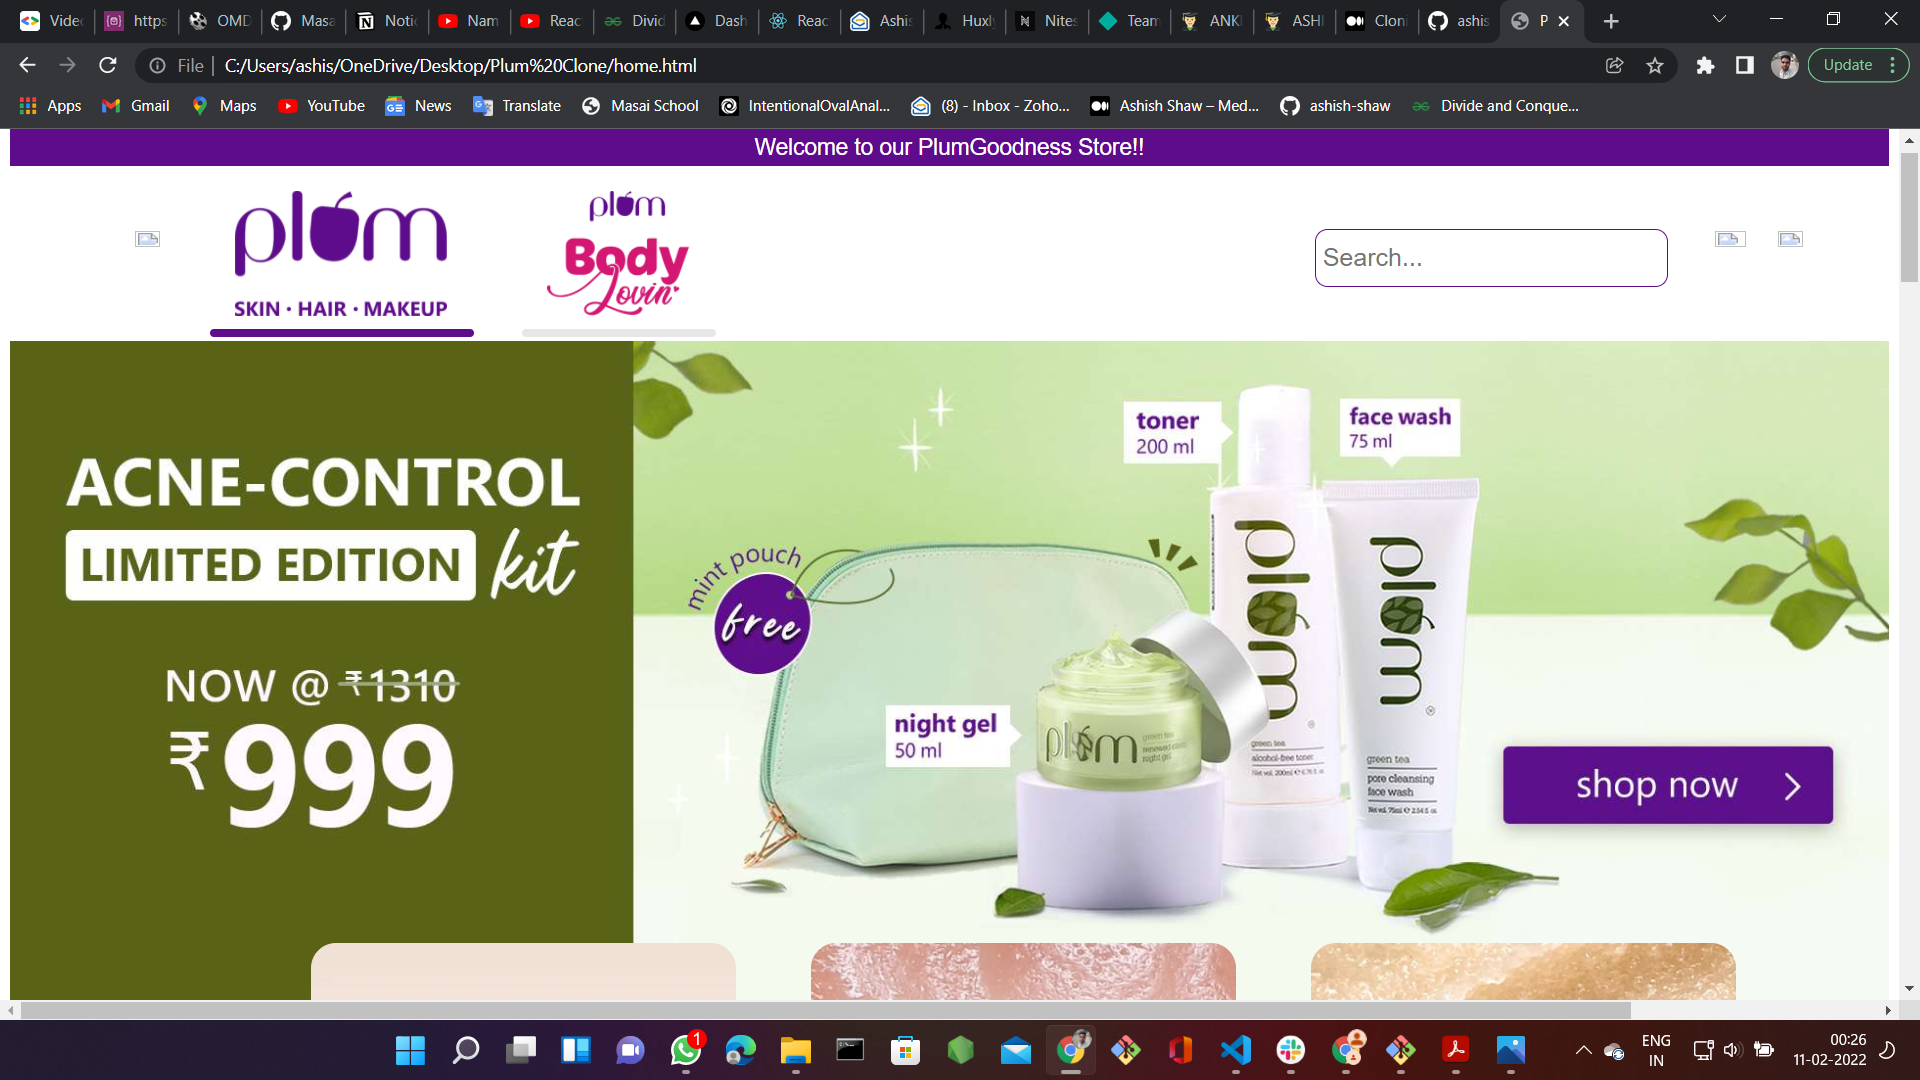 Video
https
OMD
Masa
Notic
Nam
Reac
Divid
Dash
Reac
Ashis
Huxl
Nites
Team
ANK
ASHI
Cloni
ashis
P
File
C:/Users/ashis/OneDrive/Desktop/Plum%20Clone/home.html
Update
Apps
Gmail
Maps
YouTube
News
Translate
Masai School
IntentionalOvalAnal...
(8) - Inbox - Zoho...
Ashish Shaw – Med...
ashish-shaw
Divide and Conque...
Welcome to our PlumGoodness Store!!
plum
SKIN · HAIR · MAKEUP
plum
Body
Lovin'
Search...
ACNE-CONTROL
LIMITED EDITION kit
NOW @ ₹1310
₹999
mint pouch
free
toner
200 ml
face wash
75 ml
night gel
50 ml
plum
green tea
renewed clarity
night gel
plum
green tea
alcohol-free toner
plum
green tea
pore cleansing
face wash
shop now
1
ENG
IN
00:26
11-02-2022